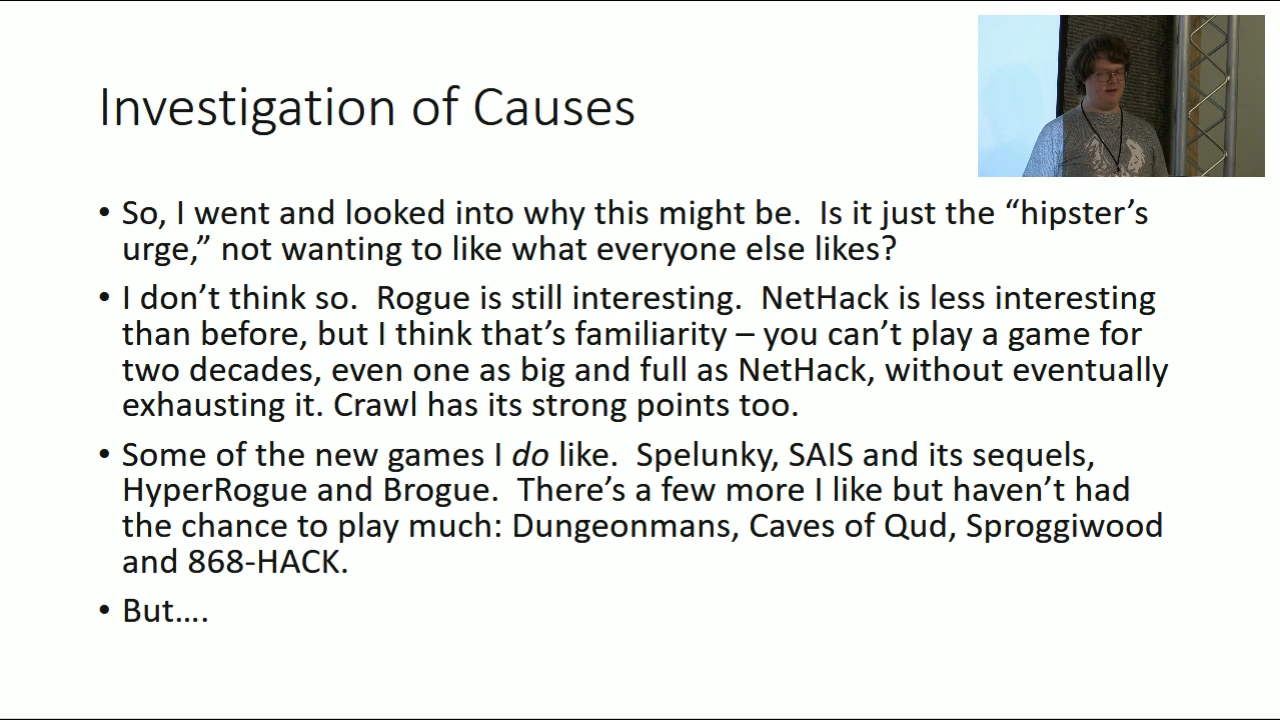 Investigation of Causes
• So, I went and looked into why this might be.  Is it just the “hipster’s
urge,” not wanting to like what everyone else likes?
• I don’t think so.  Rogue is still interesting.  NetHack is less interesting
than before, but I think that’s familiarity – you can’t play a game for
two decades, even one as big and full as NetHack, without eventually
exhausting it. Crawl has its strong points too.
• Some of the new games I do like.  Spelunky, SAIS and its sequels,
HyperRogue and Brogue.  There’s a few more I like but haven’t had
the chance to play much: Dungeonmans, Caves of Qud, Sproggiwood
and 868-HACK.
• But….